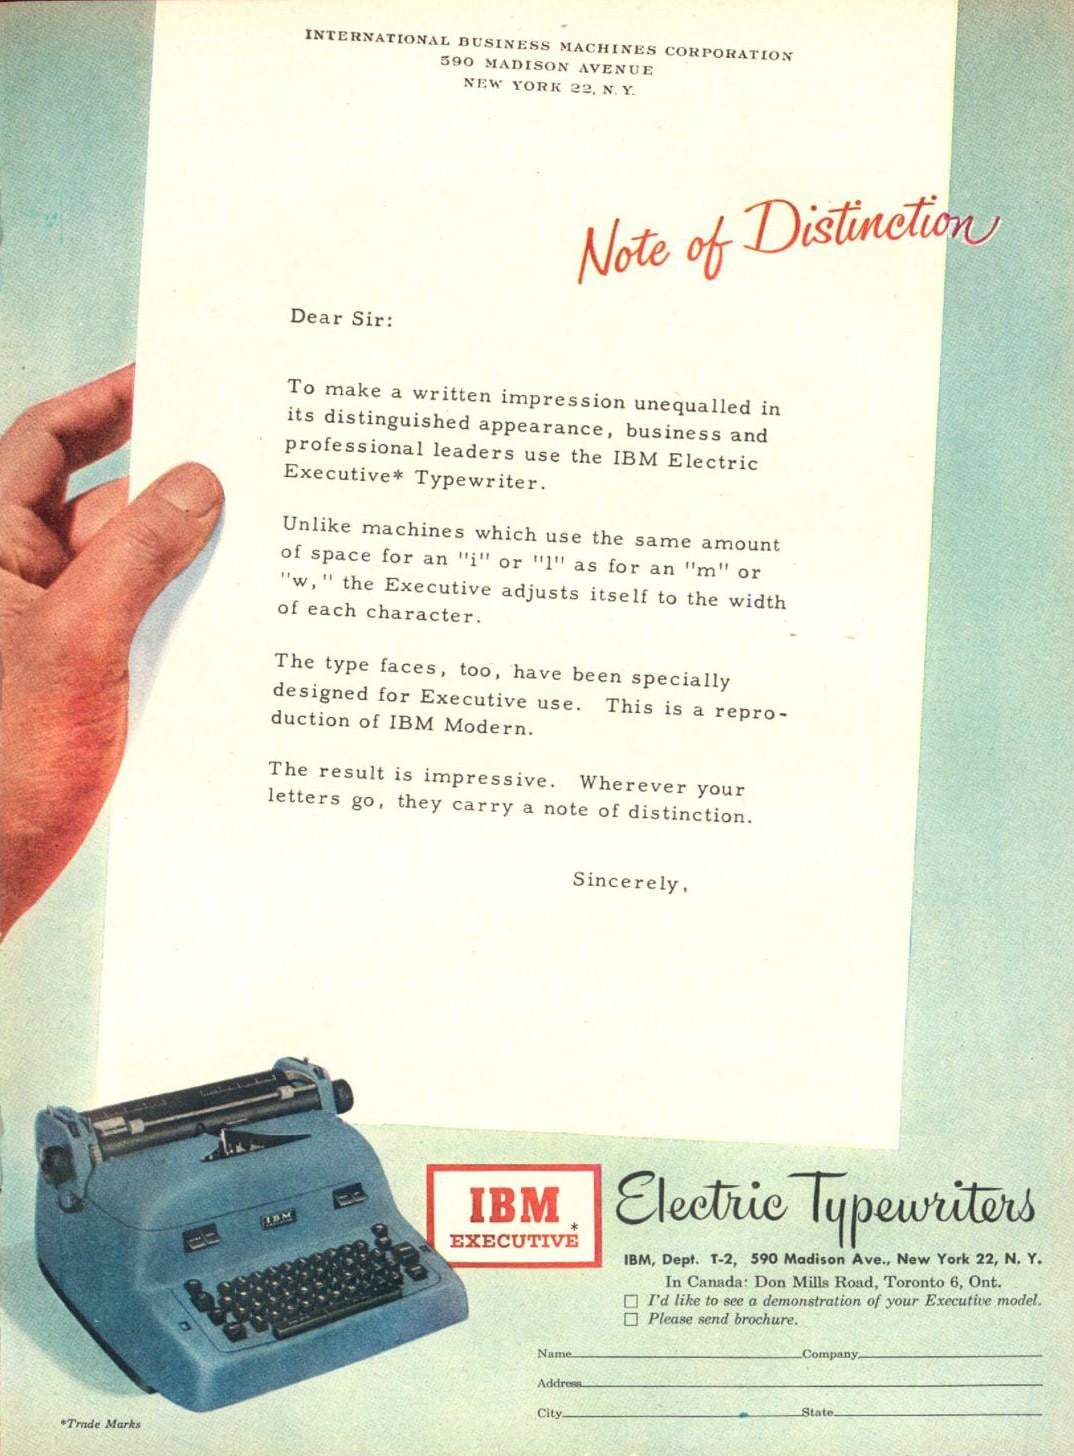 INTERNATIONAL BUSINESS MACHINES CORPORATION
590 MADISON AVENUE
NEW YORK 22, N. Y.
Note of Distinction
Dear Sir:
To make a written impression unequalled in
its distinguished appearance, business and
professional leaders use the IBM Electric
Executive* Typewriter.
Unlike machines which use the same amount
of space for an "i" or "l" as for an "m" or
"w," the Executive adjusts itself to the width
of each character.
The type faces, too, have been specially
designed for Executive use. This is a repro-
duction of IBM Modern.
The result is impressive. Wherever your
letters go, they carry a note of distinction.
Sincerely,
IBM
IBM
EXECUTIVE*
Electric Typewriters
IBM, Dept. T-2, 590 Madison Ave., New York 22, N. Y.
In Canada: Don Mills Road, Toronto 6, Ont.
☐ I'd like to see a demonstration of your Executive model.
☐ Please send brochure.
Name Company
Address
City State
*Trade Marks